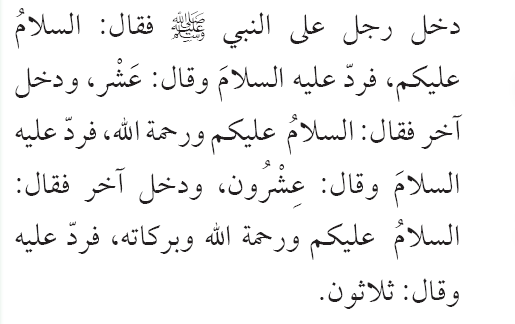 دخل رجل على النبي ﷺ فقال: السلامُ
عليكم، فردّ عليه السلامَ وقال: عَشْر، ودخل
آخر فقال: السلامُ عليكم ورحمة الله، فردّ عليه
السلامَ وقال: عِشْرُون، ودخل آخر فقال:
السلامُ عليكم ورحمة الله وبركاته، فردّ عليه
وقال: ثلاثون.